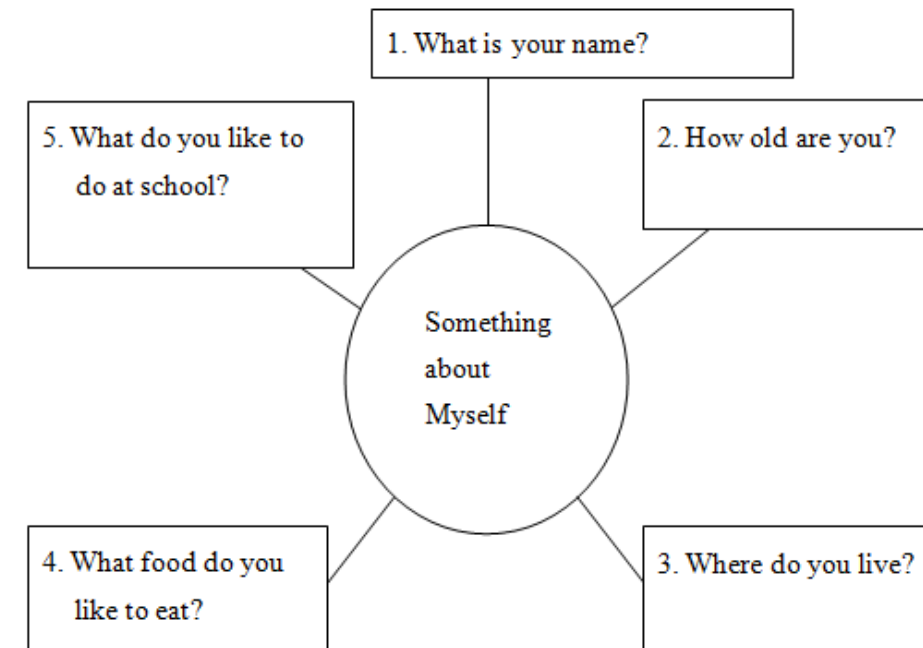 1. What is your name?
2. How old are you?
3. Where do you live?
4. What food do you
like to eat?
5. What do you like to
do at school?
Something
about
Myself